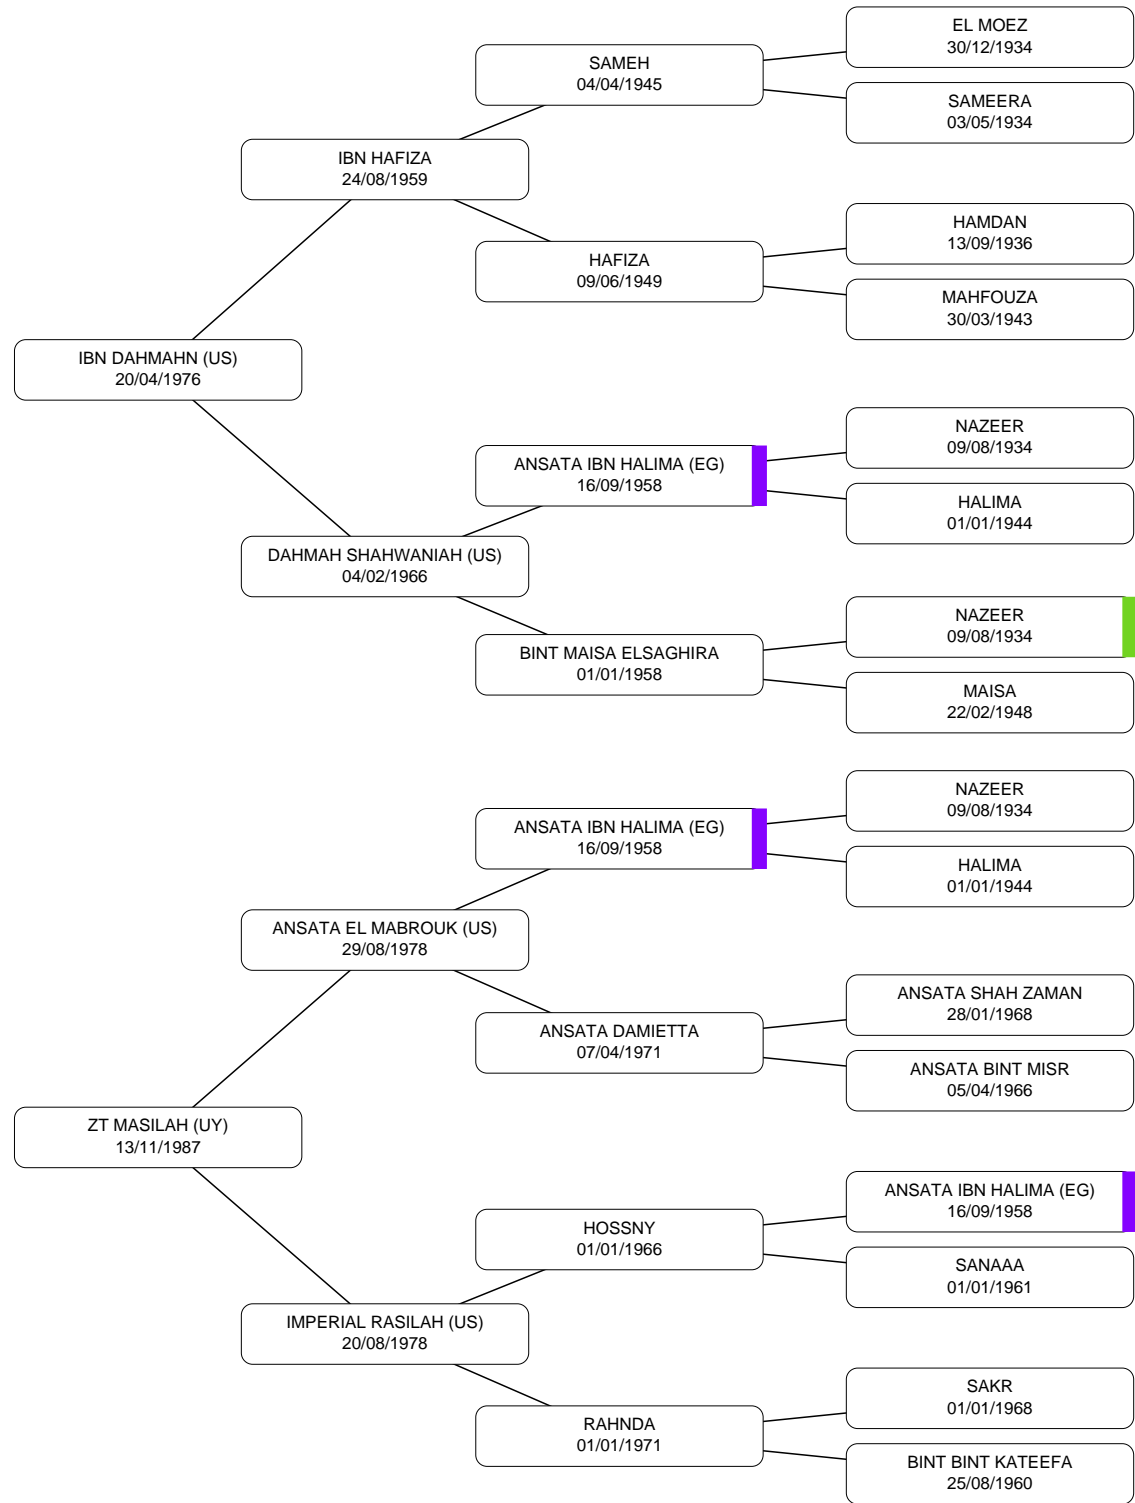 EL MOEZ
30/12/1934
SAMEH
04/04/1945
SAMEERA
03/05/1934
IBN HAFIZA
24/08/1959
HAMDAN
13/09/1936
HAFIZA
09/06/1949
MAHFOUZA
30/03/1943
IBN DAHMAHN (US)
20/04/1976
NAZEER
09/08/1934
ANSATA IBN HALIMA (EG)
16/09/1958
HALIMA
01/01/1944
DAHMAH SHAHWANIAH (US)
04/02/1966
NAZEER
09/08/1934
BINT MAISA ELSAGHIRA
01/01/1958
MAISA
22/02/1948
NAZEER
09/08/1934
ANSATA IBN HALIMA (EG)
16/09/1958
HALIMA
01/01/1944
ANSATA EL MABROUK (US)
29/08/1978
ANSATA SHAH ZAMAN
28/01/1968
ANSATA DAMIETTA
07/04/1971
ANSATA BINT MISR
05/04/1966
ZT MASILAH (UY)
13/11/1987
ANSATA IBN HALIMA (EG)
16/09/1958
HOSSNY
01/01/1966
SANAAA
01/01/1961
IMPERIAL RASILAH (US)
20/08/1978
SAKR
01/01/1968
RAHNDA
01/01/1971
BINT BINT KATEEFA
25/08/1960